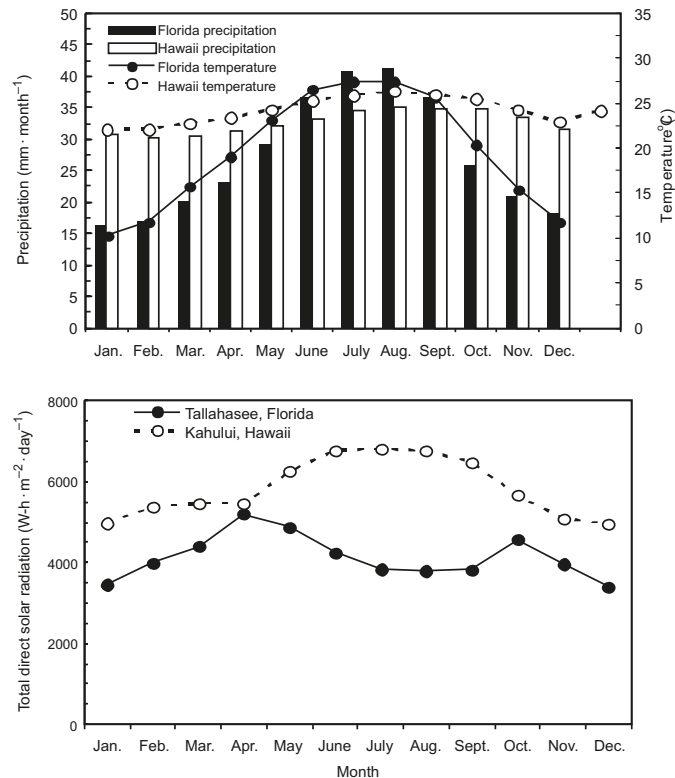 50
45
40
35
30
25
20
15
10
5
0
Precipitation (mm · month⁻¹)
Florida precipitation
Hawaii precipitation
Florida temperature
Hawaii temperature
35
30
25
20
15
10
5
0
Temperature°C)
Jan. Feb. Mar. Apr. May June July Aug. Sept. Oct. Nov. Dec.
8000
6000
4000
2000
0
Total direct solar radiation (W-h · m⁻² · day⁻¹)
Tallahasee, Florida
Kahului, Hawaii
Jan. Feb. Mar. Apr. May June July Aug. Sept. Oct. Nov. Dec.
Month